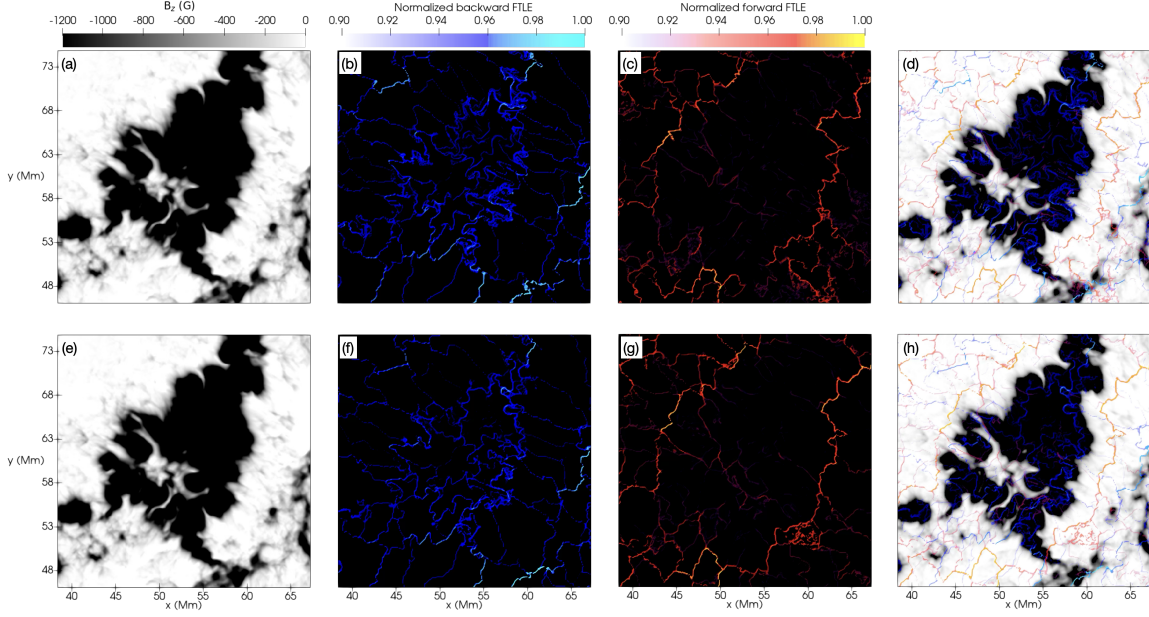 B_z (G)
-1200 -1000 -800 -600 -400 -200 0
Normalized backward FTLE
0.90 0.92 0.94 0.96 0.98 1.00
Normalized forward FTLE
0.90 0.92 0.94 0.96 0.98 1.00
(a)
(b)
(c)
(d)
73
68
63
y (Mm)
58
53
48
(e)
(f)
(g)
(h)
73
68
63
y (Mm)
58
53
48
40 45 50 55 60 65
x (Mm)
40 45 50 55 60 65
x (Mm)
40 45 50 55 60 65
x (Mm)
40 45 50 55 60 65
x (Mm)